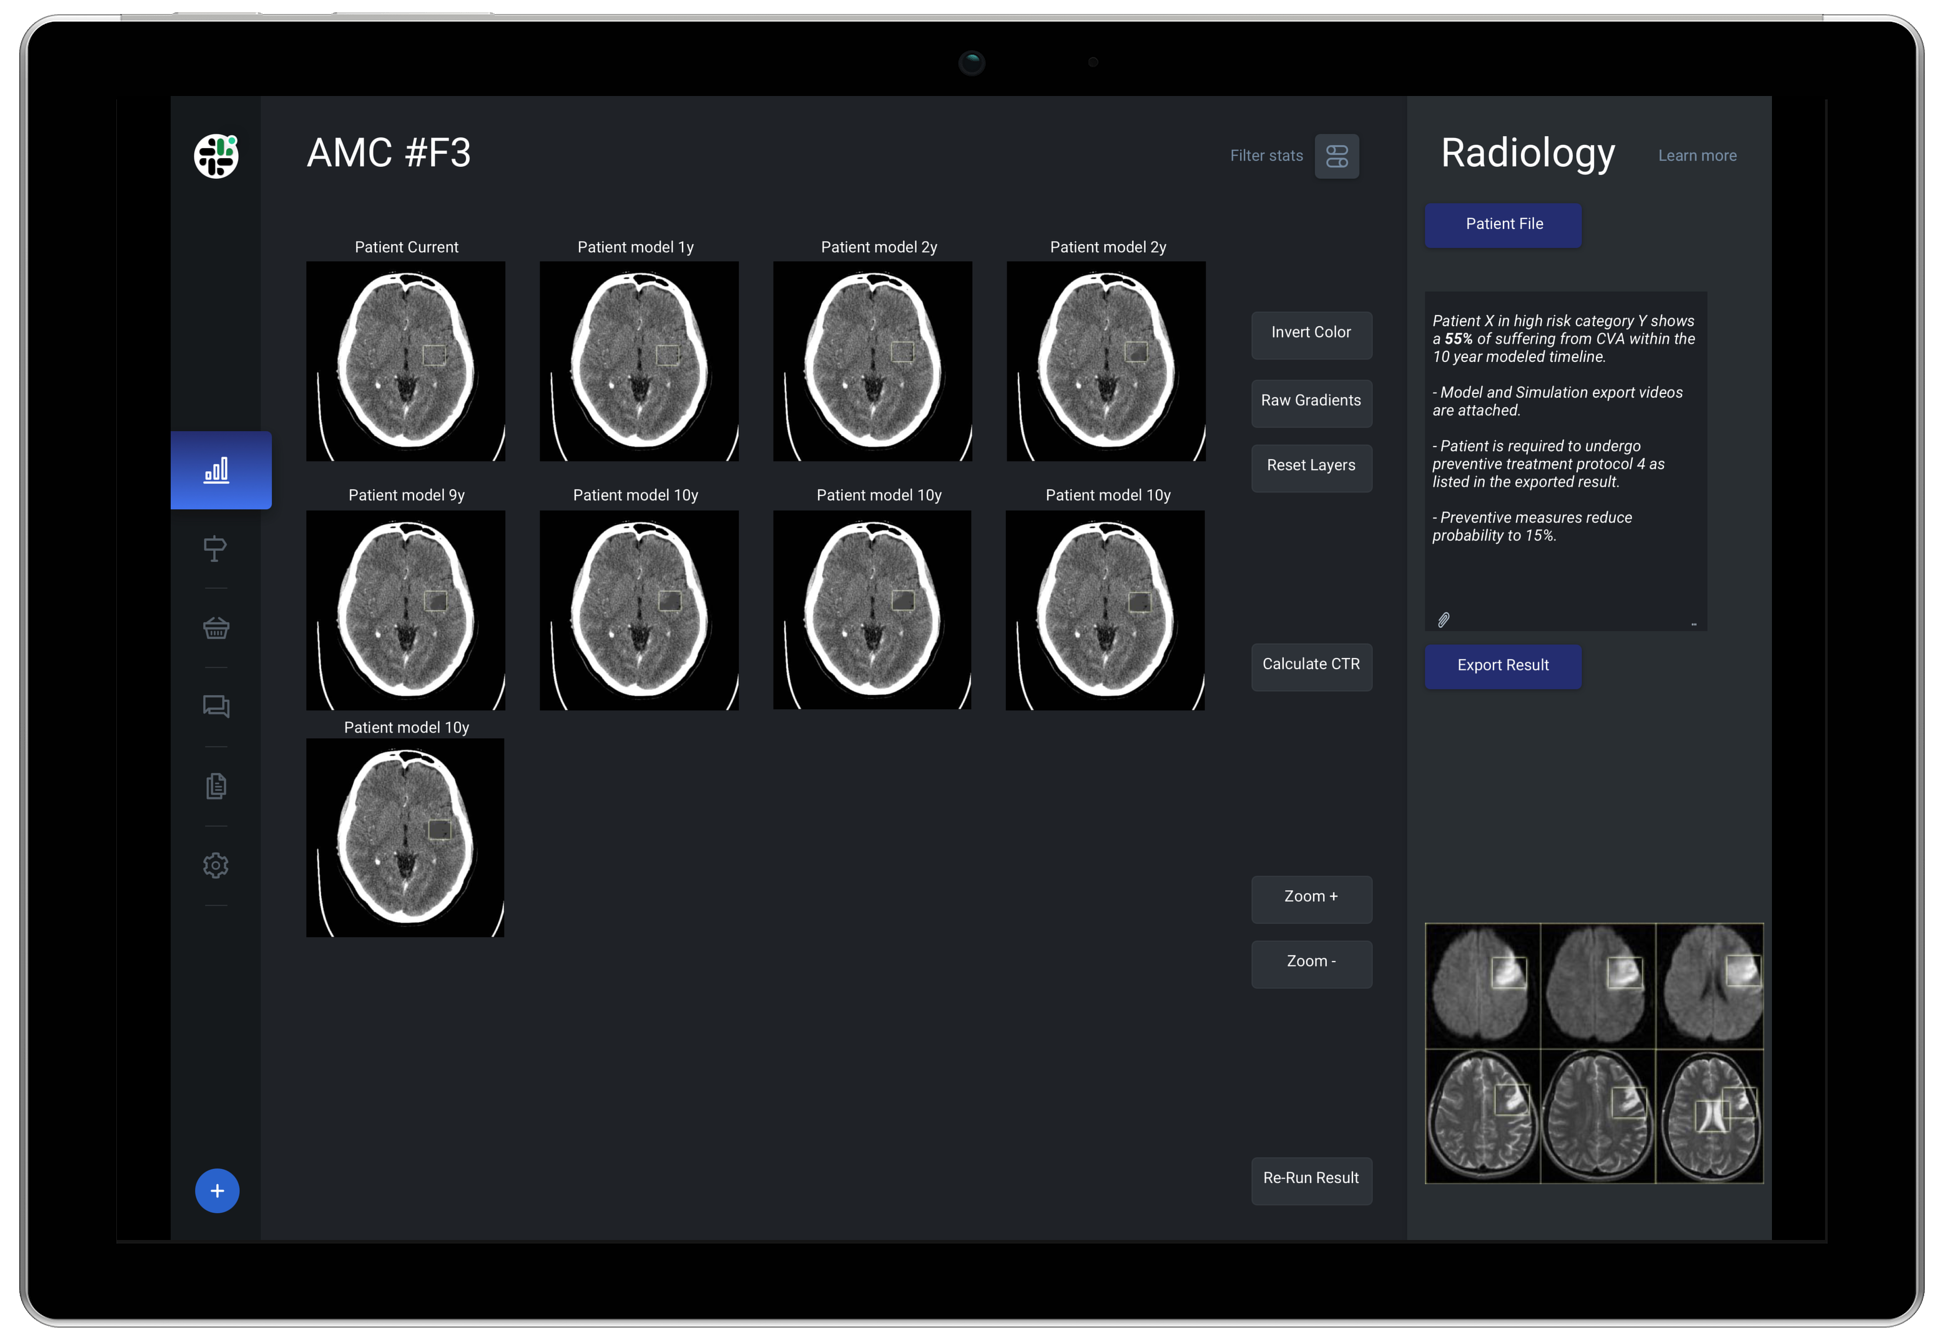 AMC #F3
Filter stats
Patient Current
Patient model 1y
Patient model 2y
Patient model 2y
Patient model 9y
Patient model 10y
Patient model 10y
Patient model 10y
Patient model 10y
Invert Color
Raw Gradients
Reset Layers
Calculate CTR
Zoom +
Zoom -
Re-Run Result
Radiology
Learn more
Patient File
Patient X in high risk category Y shows
a 55% of suffering from CVA within the
10 year modeled timeline.
- Model and Simulation export videos
are attached.
- Patient is required to undergo
preventive treatment protocol 4 as
listed in the exported result.
- Preventive measures reduce
probability to 15%.
Export Result